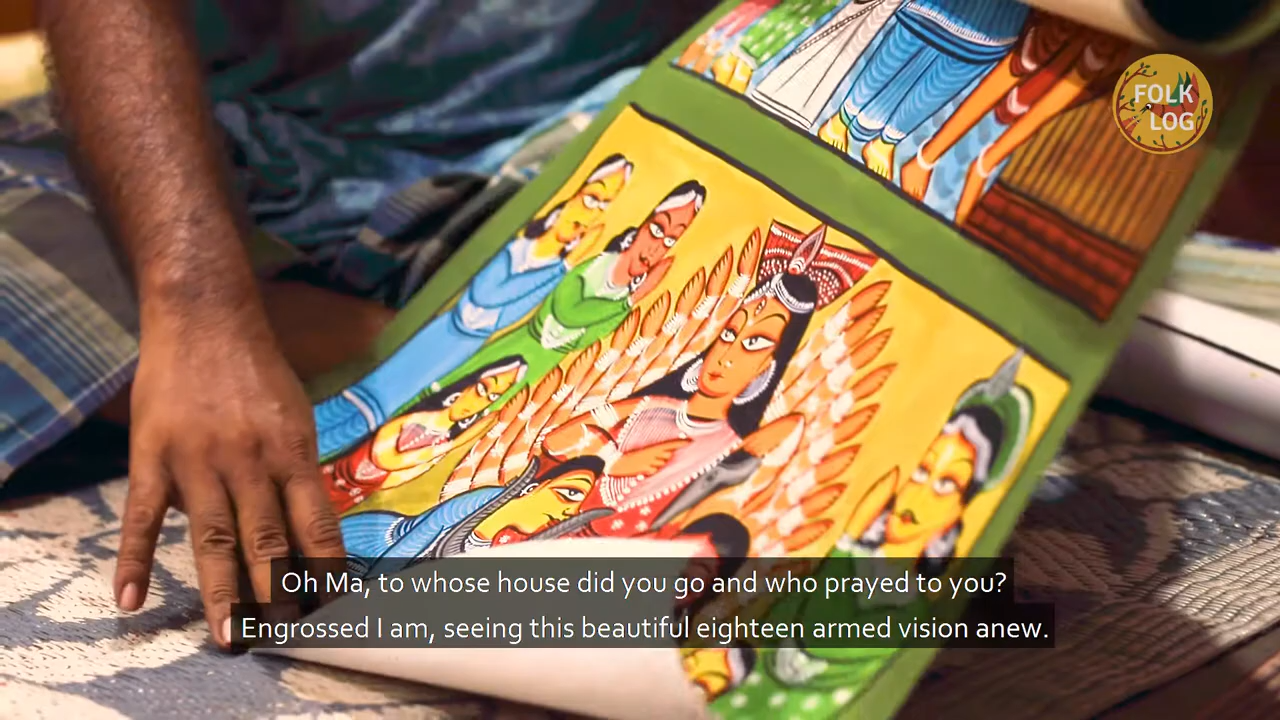 FOLK
LOG
Oh Ma, to whose house did you go and who prayed to you?
Engrossed I am, seeing this beautiful eighteen armed vision anew.